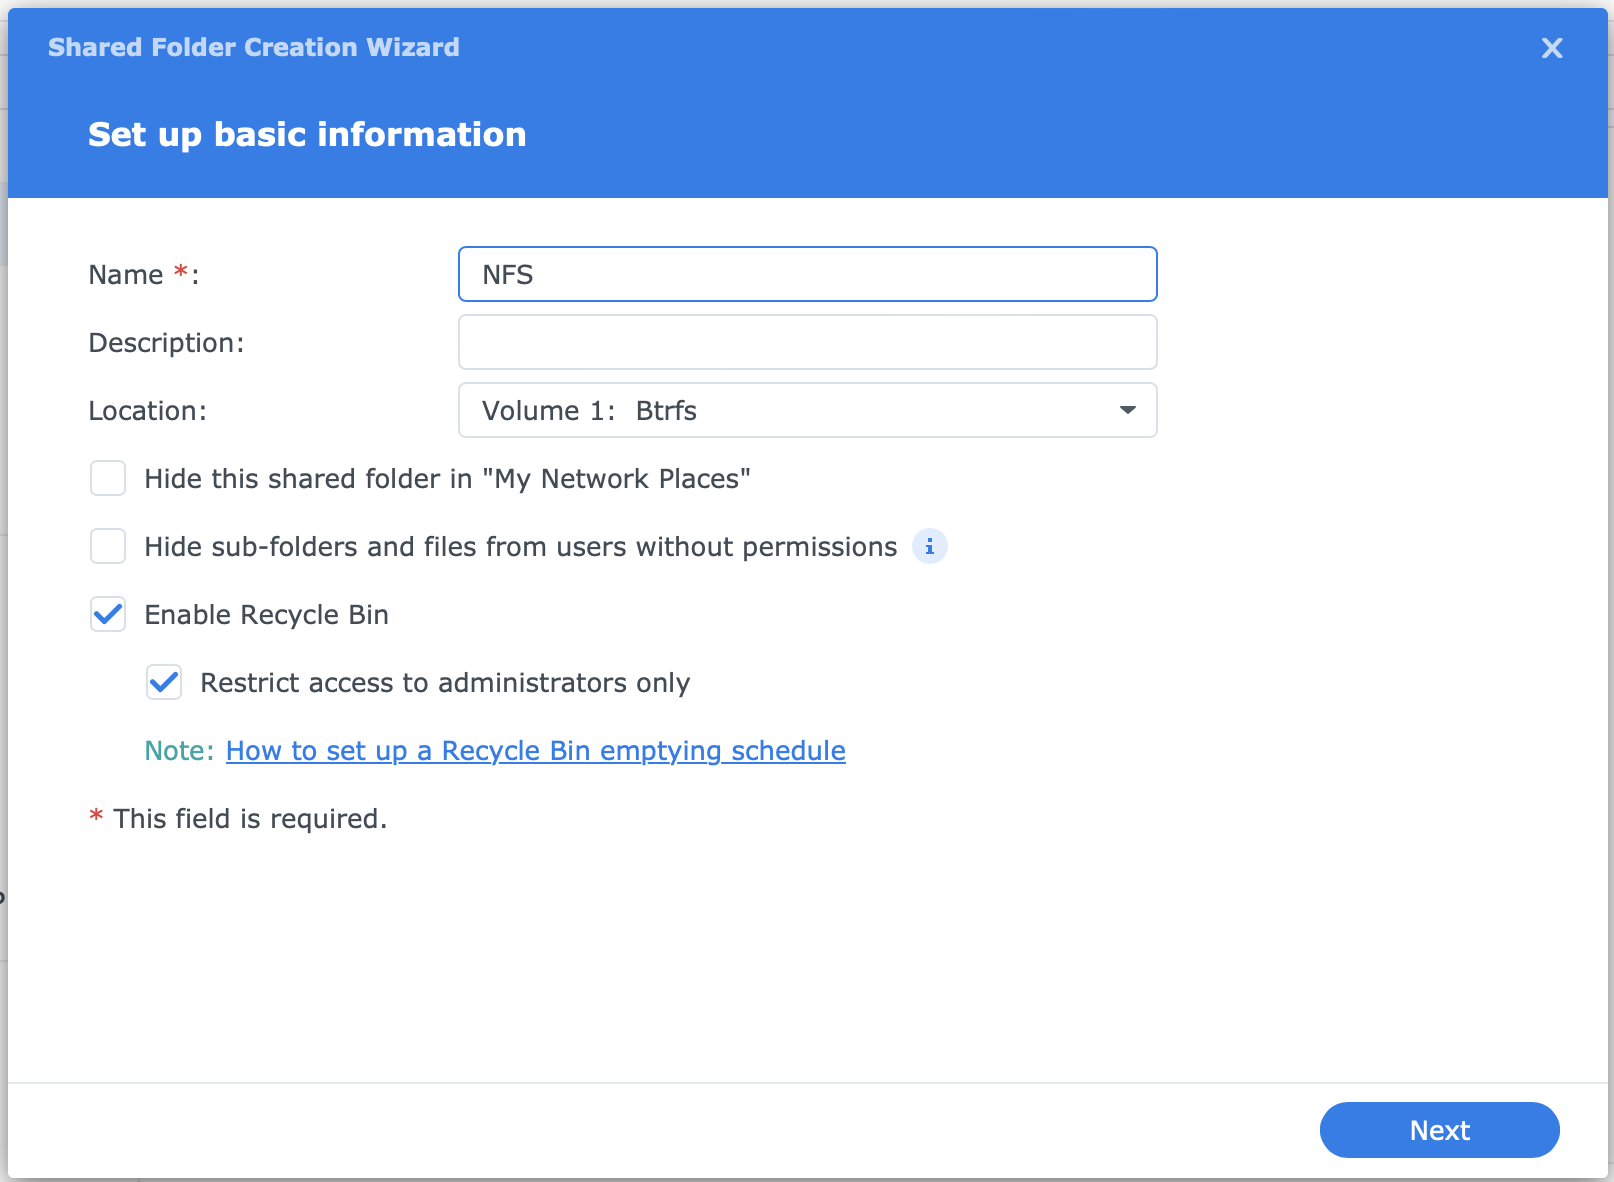 Shared Folder Creation Wizard
Set up basic information
Name *: NFS
Description:
Location: Volume 1: Btrfs
Hide this shared folder in "My Network Places"
Hide sub-folders and files from users without permissions i
Enable Recycle Bin
Restrict access to administrators only
Note: How to set up a Recycle Bin emptying schedule
* This field is required.
Next